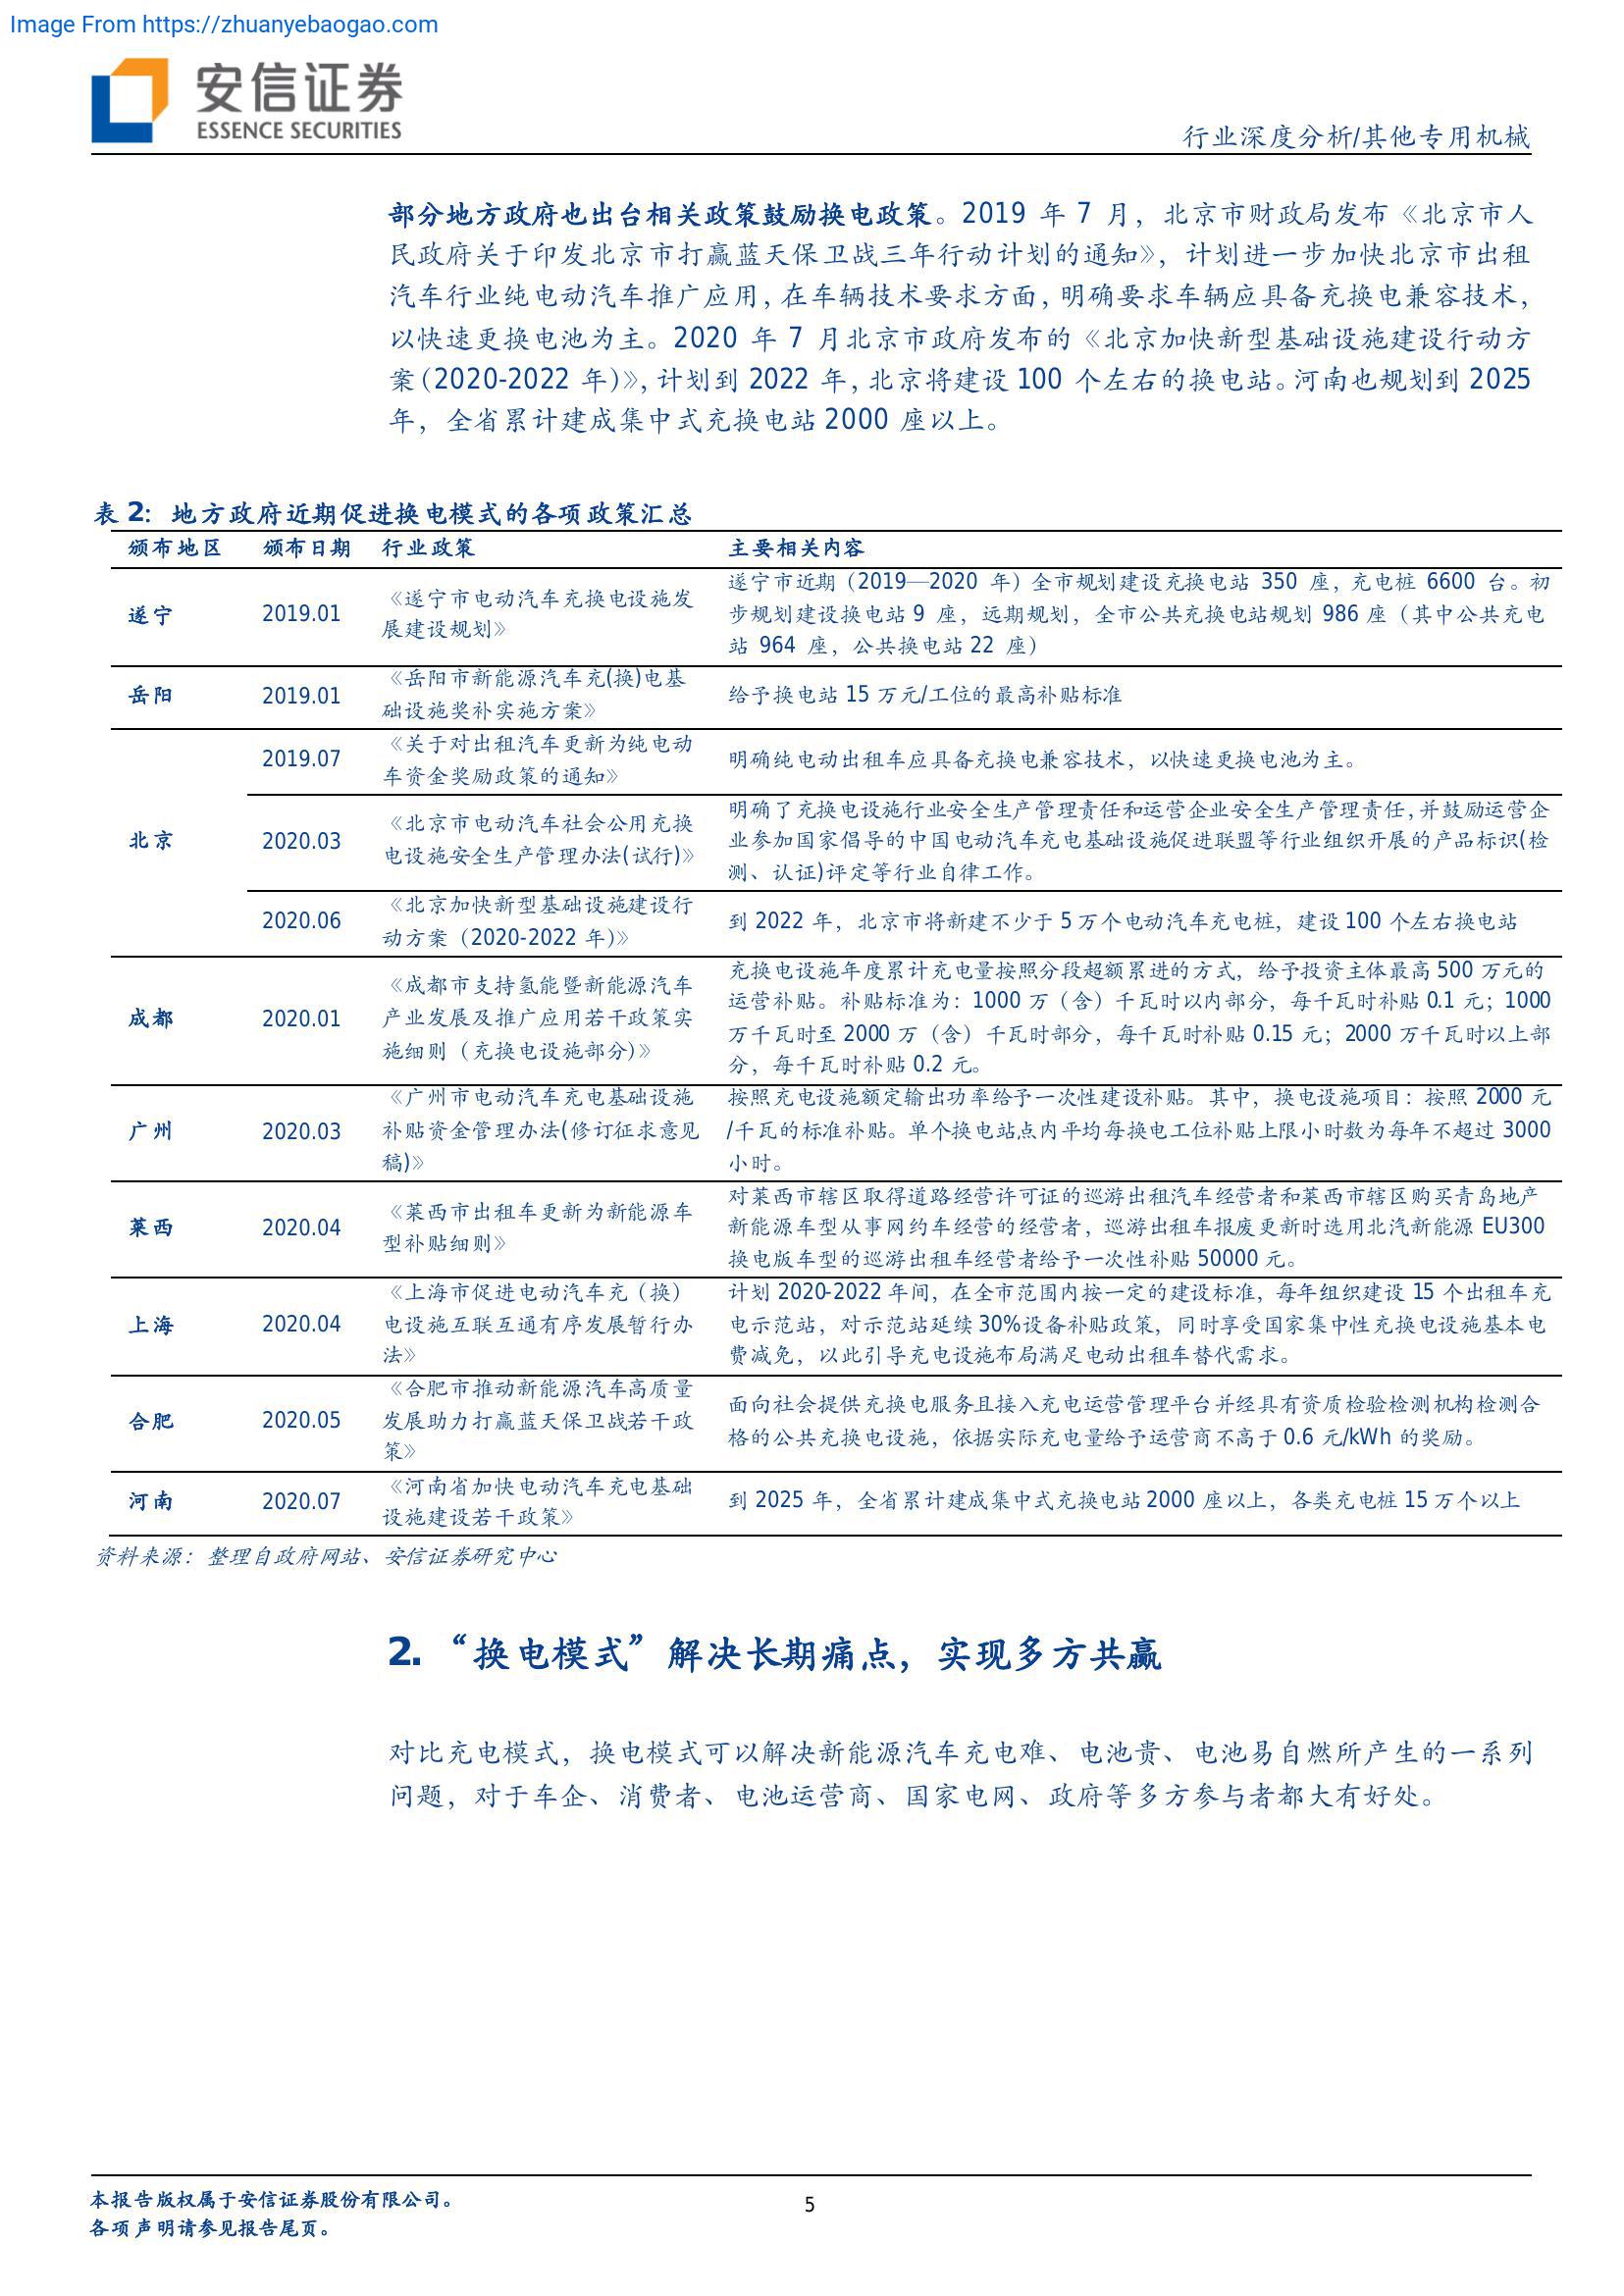 Image From https://zhuanyebaogao.com
安信证券
ESSENCE SECURITIES
行业深度分析/其他专用机械
部分地方政府也出台相关政策鼓励换电政策。2019 年 7 月，北京市财政局发布《北京市人
民政府关于印发北京市打赢蓝天保卫战三年行动计划的通知》，计划进一步加快北京市出租
汽车行业纯电动汽车推广应用，在车辆技术要求方面，明确要求车辆应具备充换电兼容技术，
以快速更换电池为主。2020 年 7 月北京市政府发布的《北京加快新型基础设施建设行动方
案（2020-2022 年)》，计划到 2022 年，北京将建设 100 个左右的换电站。河南也规划到 2025
年，全省累计建成集中式充换电站 2000 座以上。
表 2：地方政府近期促进换电模式的各项政策汇总
颁布地区 颁布日期 行业政策 主要相关内容
遂宁 2019.01
《遂宁市电动汽车充换电设施发
展建设规划》
遂宁市近期（2019—2020 年）全市规划建设充换电站 350 座，充电桩 6600 台。初
步规划建设换电站 9 座，远期规划，全市公共充换电站规划 986 座（其中公共充电
站 964 座，公共换电站 22 座）
岳阳 2019.01
《岳阳市新能源汽车充(换)电基
础设施奖补实施方案》
给予换电站 15 万元/工位的最高补贴标准
北京
2019.07
《关于对出租汽车更新为纯电动
车资金奖励政策的通知》
明确纯电动出租车应具备充换电兼容技术，以快速更换电池为主。
2020.03
《北京市电动汽车社会公用充换
电设施安全生产管理办法(试行)》
明确了充换电设施行业安全生产管理责任和运营企业安全生产管理责任，并鼓励运营企
业参加国家倡导的中国电动汽车充电基础设施促进联盟等行业组织开展的产品标识(检
测、认证)评定等行业自律工作。
2020.06
《北京加快新型基础设施建设行
动方案（2020-2022 年)》
到 2022 年，北京市将新建不少于 5 万个电动汽车充电桩，建设 100 个左右换电站
成都 2020.01
《成都市支持氢能暨新能源汽车
产业发展及推广应用若干政策实
施细则（充换电设施部分)》
充换电设施年度累计充电量按照分段超额累进的方式，给予投资主体最高 500 万元的
运营补贴。补贴标准为：1000 万（含）千瓦时以内部分，每千瓦时补贴 0.1 元；1000
万千瓦时至 2000 万（含）千瓦时部分，每千瓦时补贴 0.15 元；2000 万千瓦时以上部
分，每千瓦时补贴 0.2 元。
广州 2020.03
《广州市电动汽车充电基础设施
补贴资金管理办法(修订征求意见
稿)》
按照充电设施额定输出功率给予一次性建设补贴。其中，换电设施项目：按照 2000 元
/千瓦的标准补贴。单个换电站点内平均每换电工位补贴上限小时数为每年不超过 3000
小时。
莱西 2020.04
《莱西市出租车更新为新能源车
型补贴细则》
对莱西市辖区取得道路经营许可证的巡游出租汽车经营者和莱西市辖区购买青岛地产
新能源车型从事网约车经营的经营者，巡游出租车报废更新时选用北汽新能源 EU300
换电版车型的巡游出租车经营者给予一次性补贴 50000 元。
上海 2020.04
《上海市促进电动汽车充（换）
电设施互联互通有序发展暂行办
法》
计划 2020-2022 年间，在全市范围内按一定的建设标准，每年组织建设 15 个出租车充
电示范站，对示范站延续 30%设备补贴政策，同时享受国家集中性充换电设施基本电
费减免，以此引导充电设施布局满足电动出租车替代需求。
合肥 2020.05
《合肥市推动新能源汽车高质量
发展助力打赢蓝天保卫战若干政
策》
面向社会提供充换电服务且接入充电运营管理平台并经具有资质检验检测机构检测合
格的公共充换电设施，依据实际充电量给予运营商不高于 0.6 元/kWh 的奖励。
河南 2020.07
《河南省加快电动汽车充电基础
设施建设若干政策》
到 2025 年，全省累计建成集中式充换电站 2000 座以上，各类充电桩 15 万个以上
资料来源：整理自政府网站、安信证券研究中心
2.“换电模式”解决长期痛点，实现多方共赢
对比充电模式，换电模式可以解决新能源汽车充电难、电池贵、电池易自燃所产生的一系列
问题，对于车企、消费者、电池运营商、国家电网、政府等多方参与者都大有好处。
本报告版权属于安信证券股份有限公司。
各项声明请参见报告尾页。
5